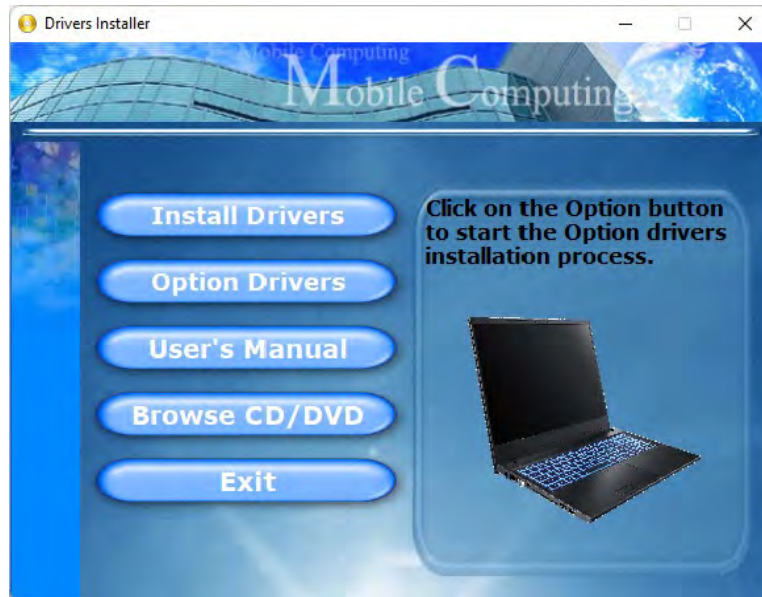 Drivers Installer
Mobile Computing
Mobile Computing
Install Drivers
Option Drivers
User's Manual
Browse CD/DVD
Exit
Click on the Option button
to start the Option drivers
installation process.